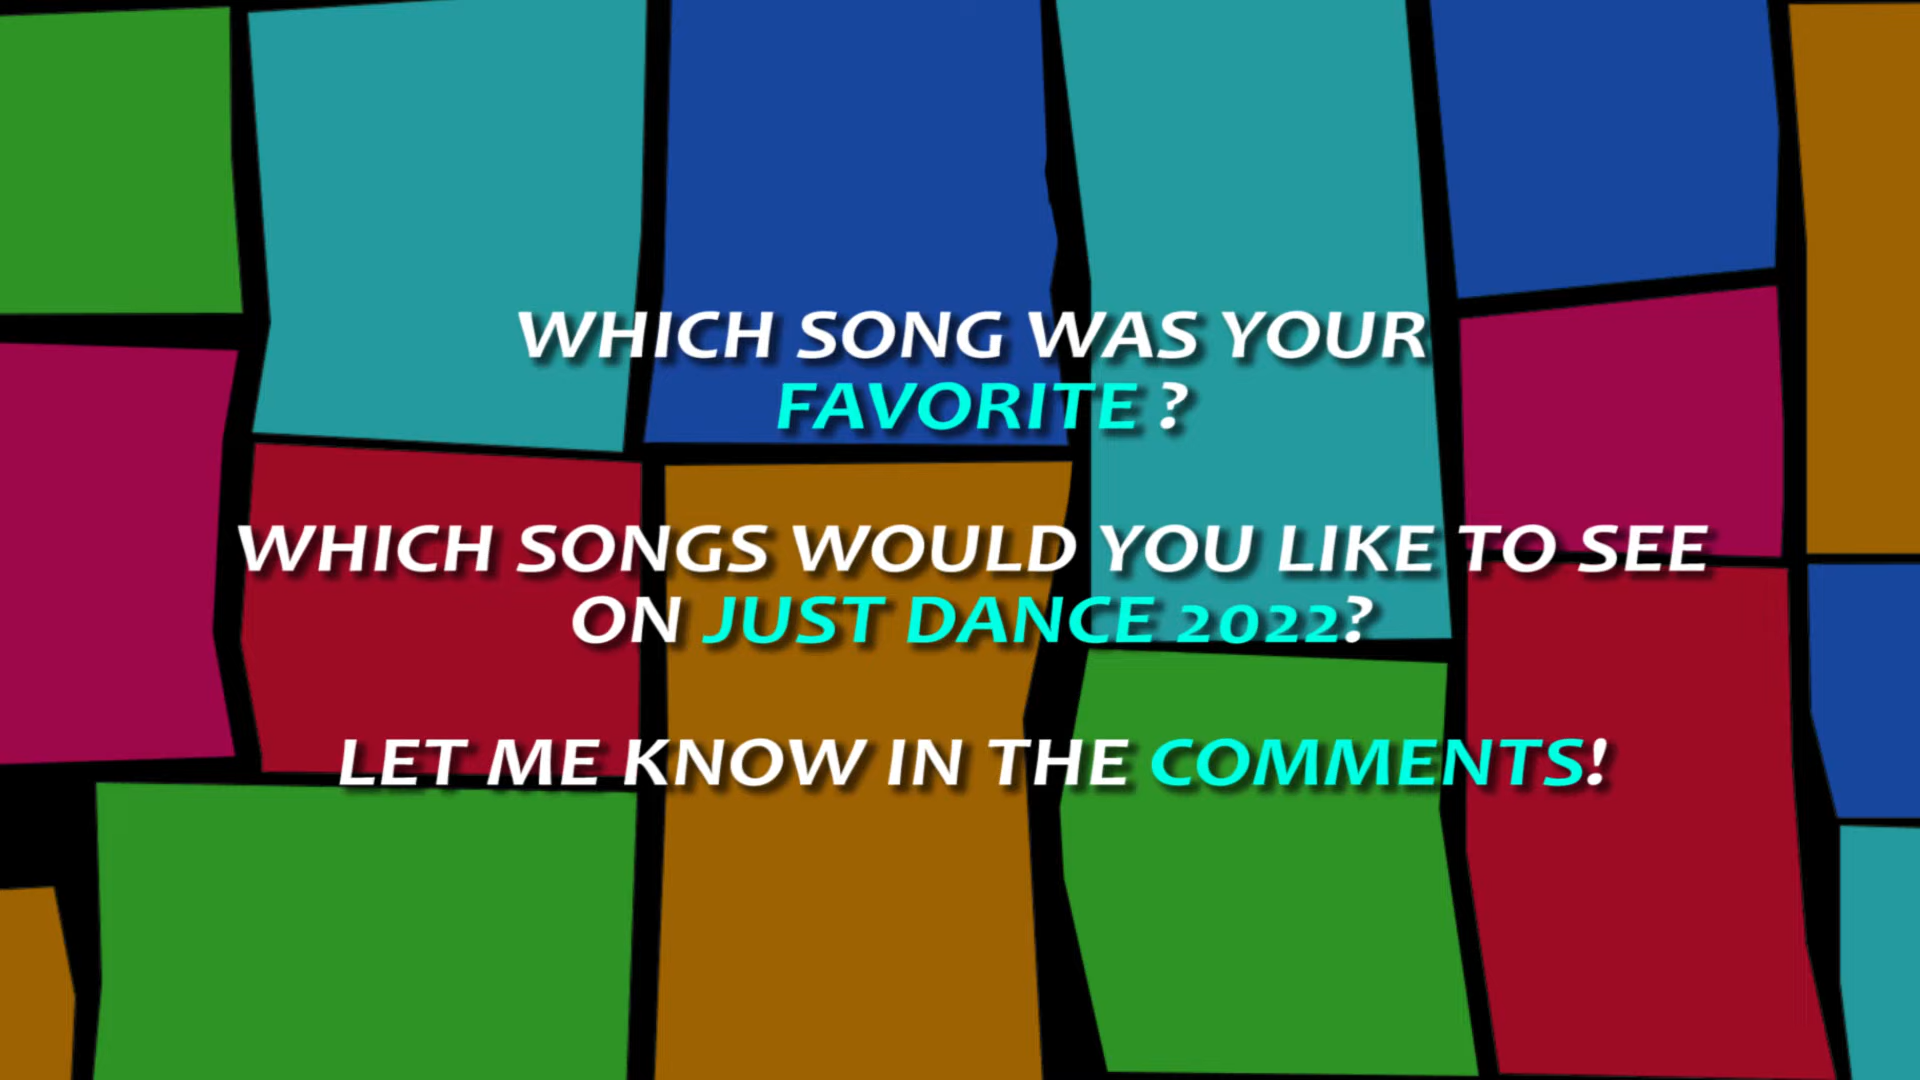 WHICH SONG WAS YOUR
FAVORITE ?
WHICH SONGS WOULD YOU LIKE TO SEE
ON JUST DANCE 2022?
LET ME KNOW IN THE COMMENTS!